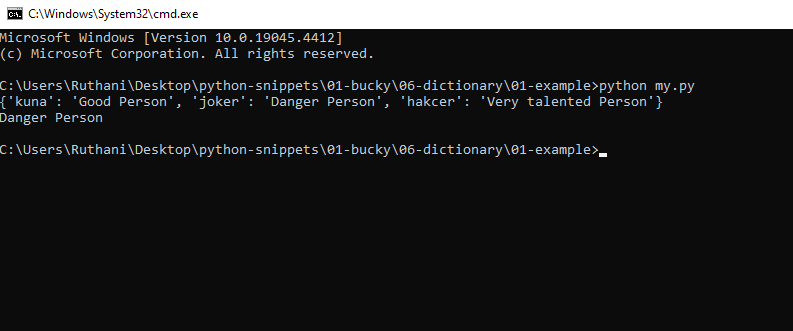 C:\Windows\System32\cmd.exe
Microsoft Windows [Version 10.0.19045.4412]
(c) Microsoft Corporation. All rights reserved.
C:\Users\Ruthani\Desktop\python-snippets\01-bucky\06-dictionary\01-example>python my.py
{'kuna': 'Good Person', 'joker': 'Danger Person', 'hakcer': 'Very talented Person'}
Danger Person
C:\Users\Ruthani\Desktop\python-snippets\01-bucky\06-dictionary\01-example>